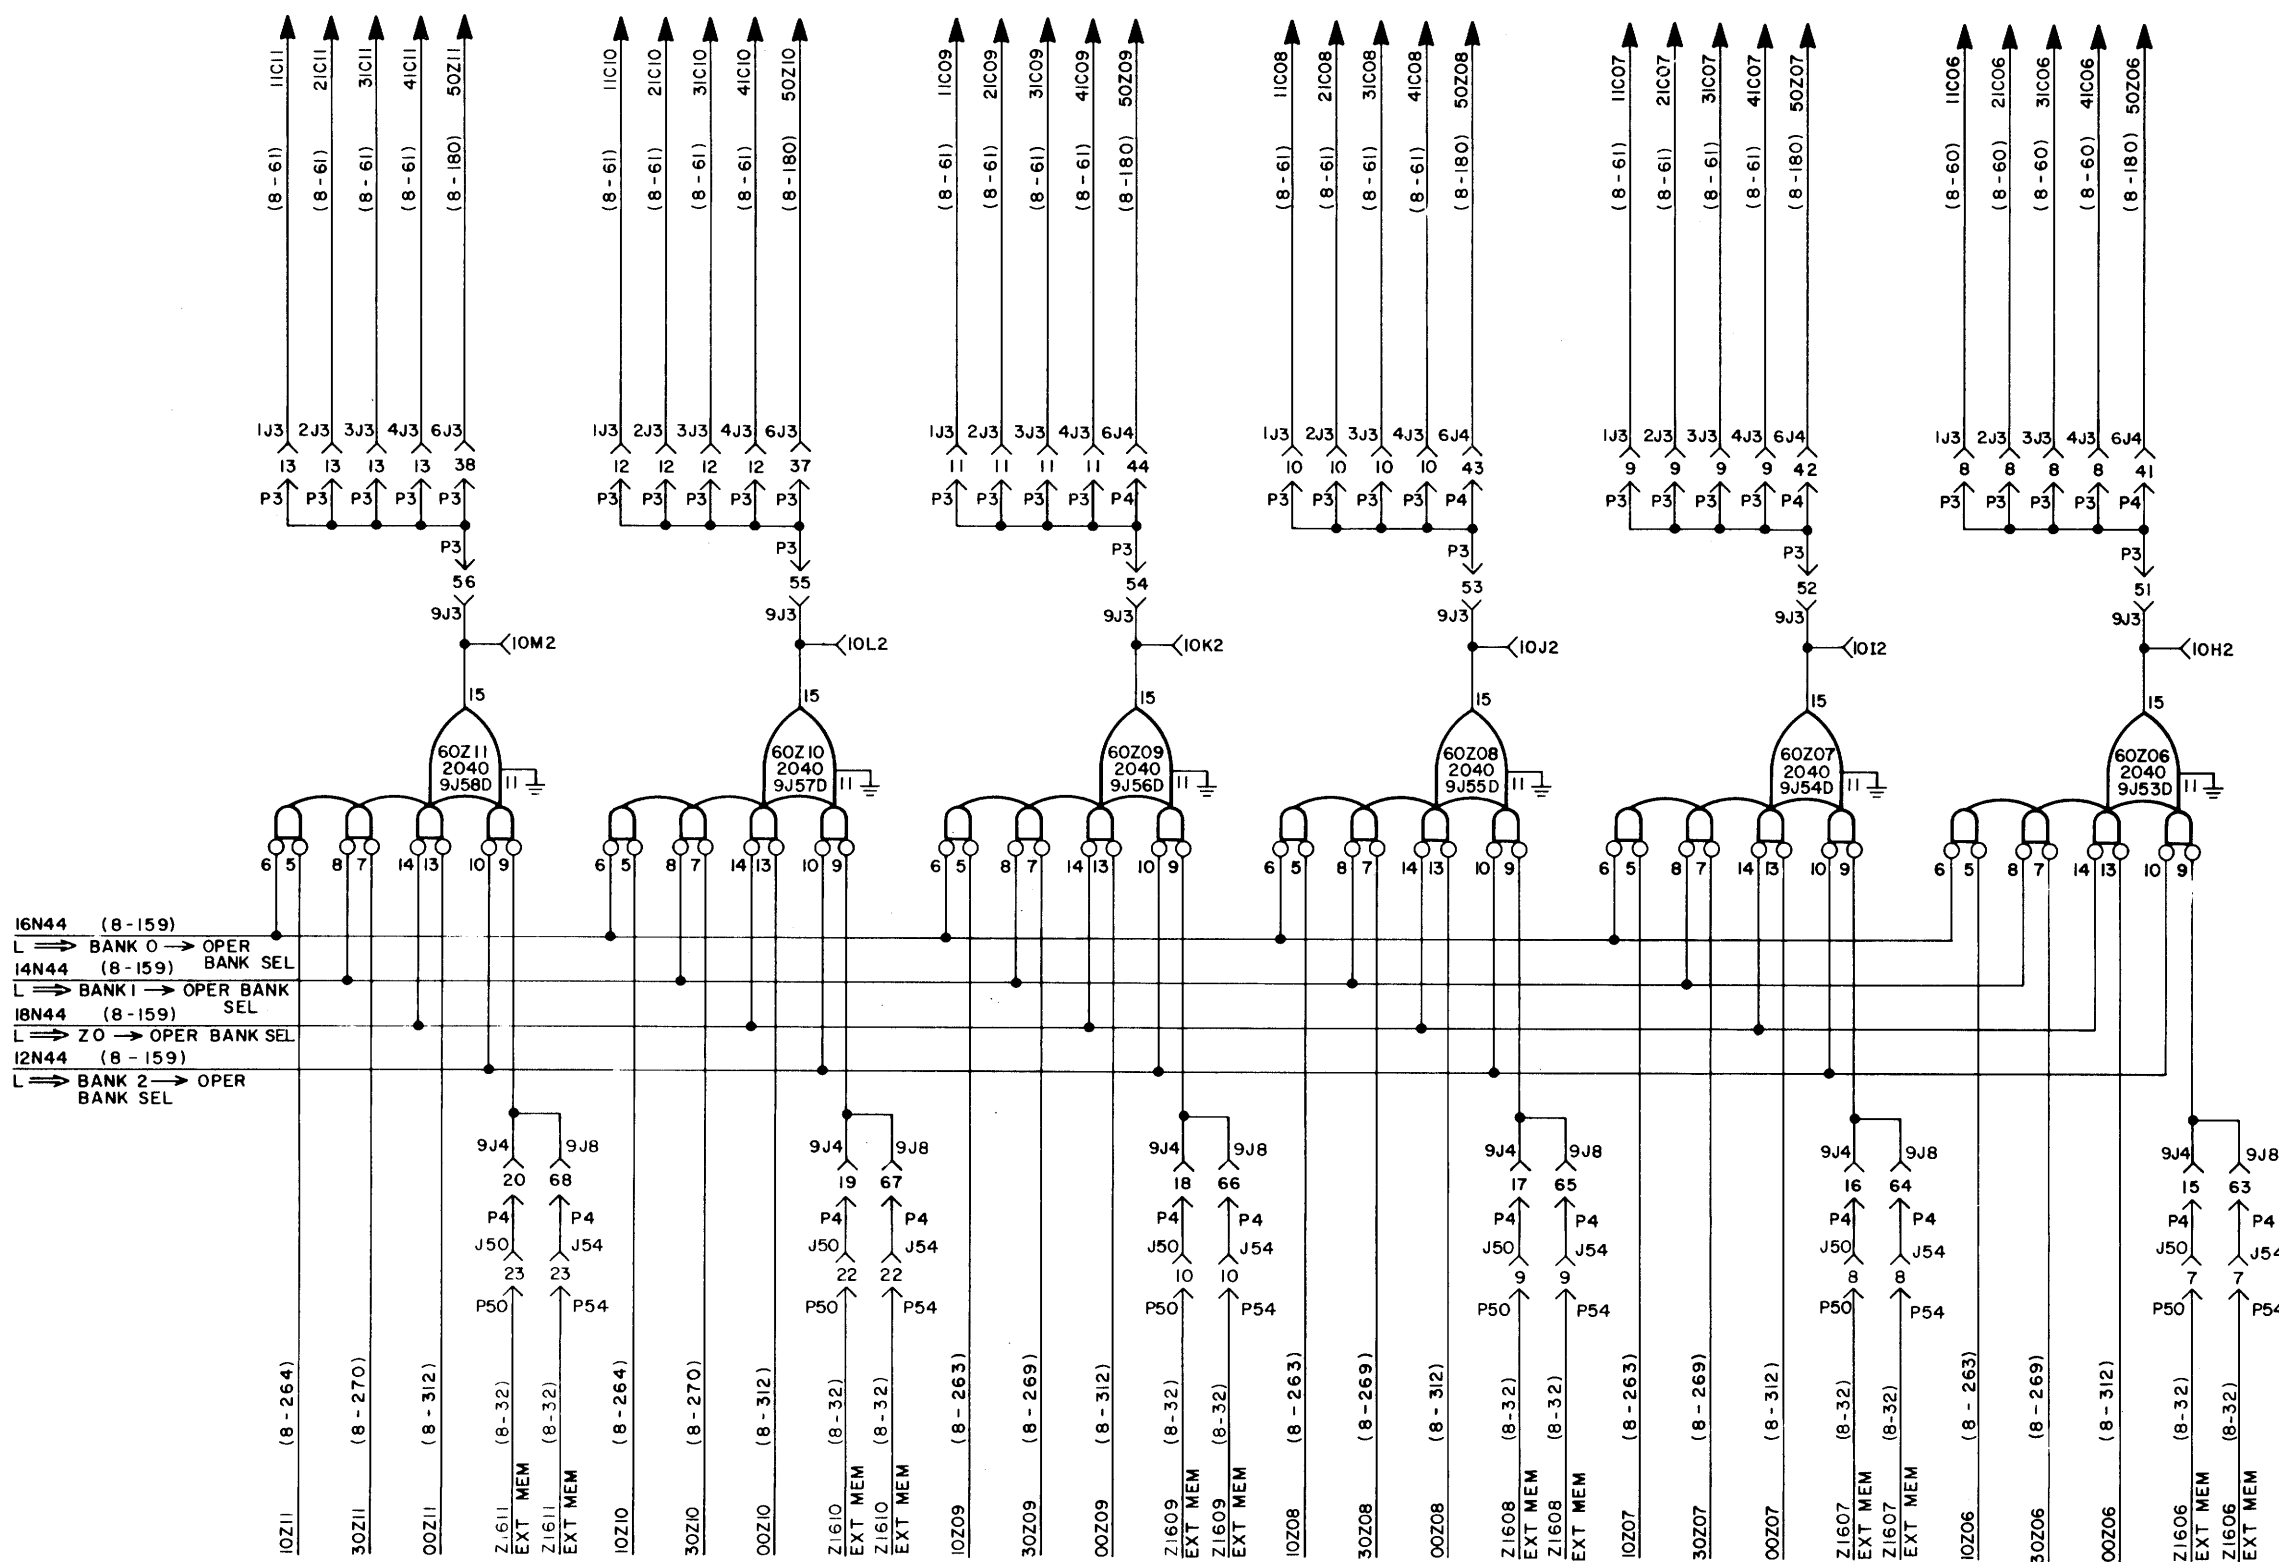 11C11 21C11 31C11 41C11 50Z11 11C10 21C10 31C10 41C10 50Z10 11C09 21C09 31C09 41C09 50Z09 11C08 21C08 31C08 41C08 50Z08 11C07 21C07 31C07 41C07 50Z07 11C06 21C06 31C06 41C06 50Z06
(8-61) (8-61) (8-61) (8-61) (8-180) (8-61) (8-61) (8-61) (8-61) (8-180) (8-61) (8-61) (8-61) (8-61) (8-180) (8-61) (8-61) (8-61) (8-61) (8-180) (8-61) (8-61) (8-61) (8-61) (8-180) (8-60) (8-60) (8-60) (8-60) (8-180)
1J3 2J3 3J3 4J3 6J3 1J3 2J3 3J3 4J3 6J3 1J3 2J3 3J3 4J3 6J4 1J3 2J3 3J3 4J3 6J4 1J3 2J3 3J3 4J3 6J4 1J3 2J3 3J3 4J3 6J4
13 13 13 13 38 12 12 12 12 37 11 11 11 11 44 10 10 10 10 43 9 9 9 9 42 8 8 8 8 41
P3 P3 P3 P3 P3 P3 P3 P3 P3 P3 P3 P3 P3 P3 P4 P3 P3 P3 P3 P4 P3 P3 P3 P3 P4 P3 P3 P3 P3 P4
P3 P3 P3 P3 P3 P3
56 55 54 53 52 51
9J3 9J3 9J3 9J3 9J3 9J3
10M2 10L2 10K2 10J2 10I2 10H2
15 15 15 15 15 15
60Z11 60Z10 60Z09 60Z08 60Z07 60Z06
2040 2040 2040 2040 2040 2040
9J58D 11 9J57D 11 9J56D 11 9J55D 11 9J54D 11 9J53D 11
6 5 8 7 14 13 10 9 6 5 8 7 14 13 10 9 6 5 8 7 14 13 10 9 6 5 8 7 14 13 10 9 6 5 8 7 14 13 10 9 6 5 8 7 14 13 10 9
16N44 (8-159)
L ⟹ BANK 0 → OPER
BANK SEL
14N44 (8-159)
L ⟹ BANK 1 → OPER BANK
SEL
18N44 (8-159)
L ⟹ Z0 → OPER BANK SEL
12N44 (8-159)
L ⟹ BANK 2 → OPER
BANK SEL
9J4 9J8 9J4 9J8 9J4 9J8 9J4 9J8 9J4 9J8 9J4 9J8
20 68 19 67 18 66 17 65 16 64 15 63
P4 P4 P4 P4 P4 P4 P4 P4 P4 P4 P4 P4
J50 J54 J50 J54 J50 J54 J50 J54 J50 J54 J50 J54
23 23 22 22 10 10 9 9 8 8 7 7
P50 P54 P50 P54 P50 P54 P50 P54 P50 P54 P50 P54
(8-264) (8-270) (8-312) (8-32) (8-32) (8-264) (8-270) (8-312) (8-32) (8-32) (8-263) (8-269) (8-312) (8-32) (8-32) (8-263) (8-269) (8-312) (8-32) (8-32) (8-263) (8-269) (8-312) (8-32) (8-32) (8-263) (8-269) (8-312) (8-32) (8-32)
10Z11 30Z11 00Z11 Z1611 EXT MEM Z1611 EXT MEM 10Z10 30Z10 00Z10 Z1610 EXT MEM Z1610 EXT MEM 10Z09 30Z09 00Z09 Z1609 EXT MEM Z1609 EXT MEM 10Z08 30Z08 00Z08 Z1608 EXT MEM Z1608 EXT MEM 10Z07 30Z07 00Z07 Z1607 EXT MEM Z1607 EXT MEM 10Z06 30Z06 00Z06 Z1606 EXT MEM Z1606 EXT MEM